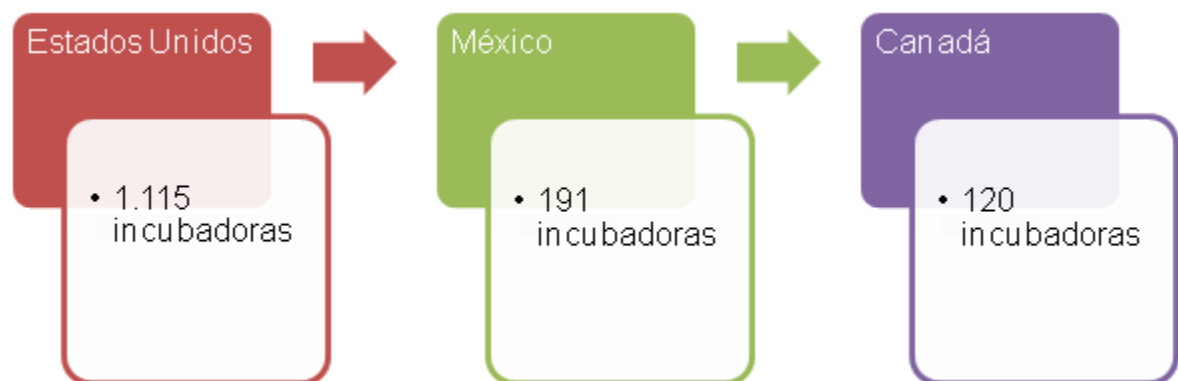 Estados Unidos
• 1.115
incubadoras
México
• 191
incubadoras
Canadá
• 120
incubadoras